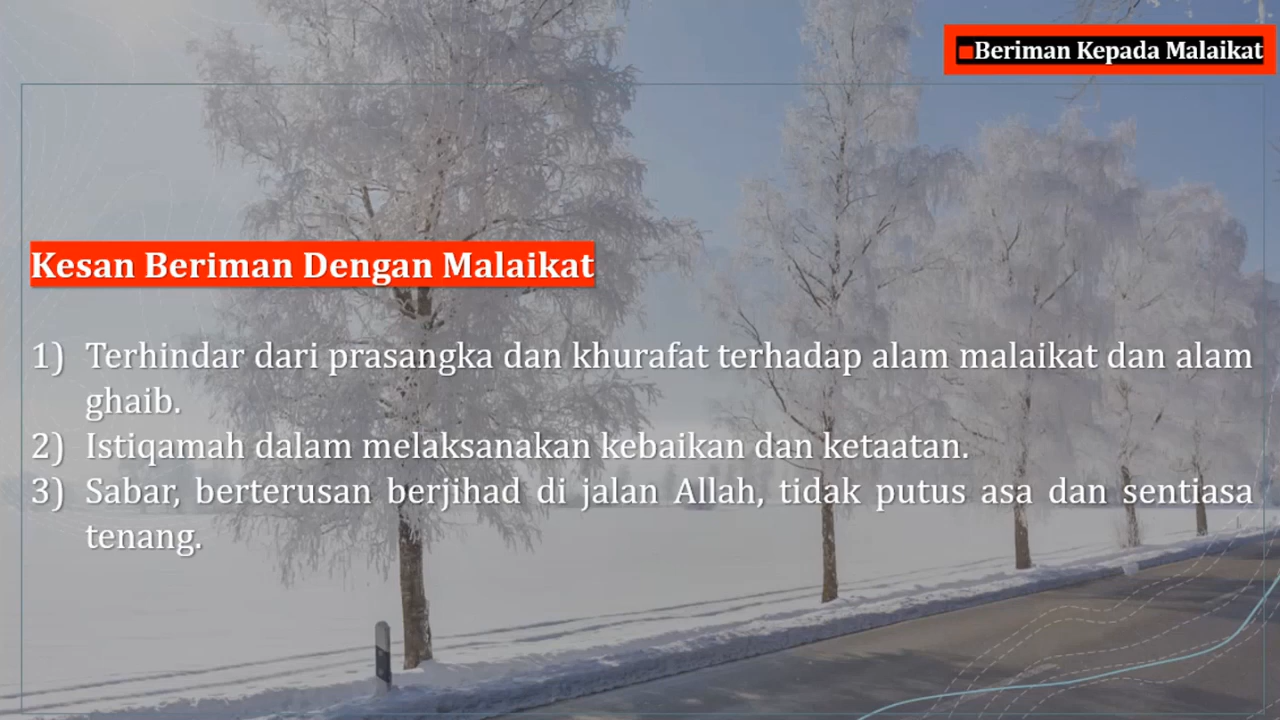 Beriman Kepada Malaikat
Kesan Beriman Dengan Malaikat
1) Terhindar dari prasangka dan khurafat terhadap alam malaikat dan alam
ghaib.
2) Istiqamah dalam melaksanakan kebaikan dan ketaatan.
3) Sabar, berterusan berjihad di jalan Allah, tidak putus asa dan sentiasa
tenang.